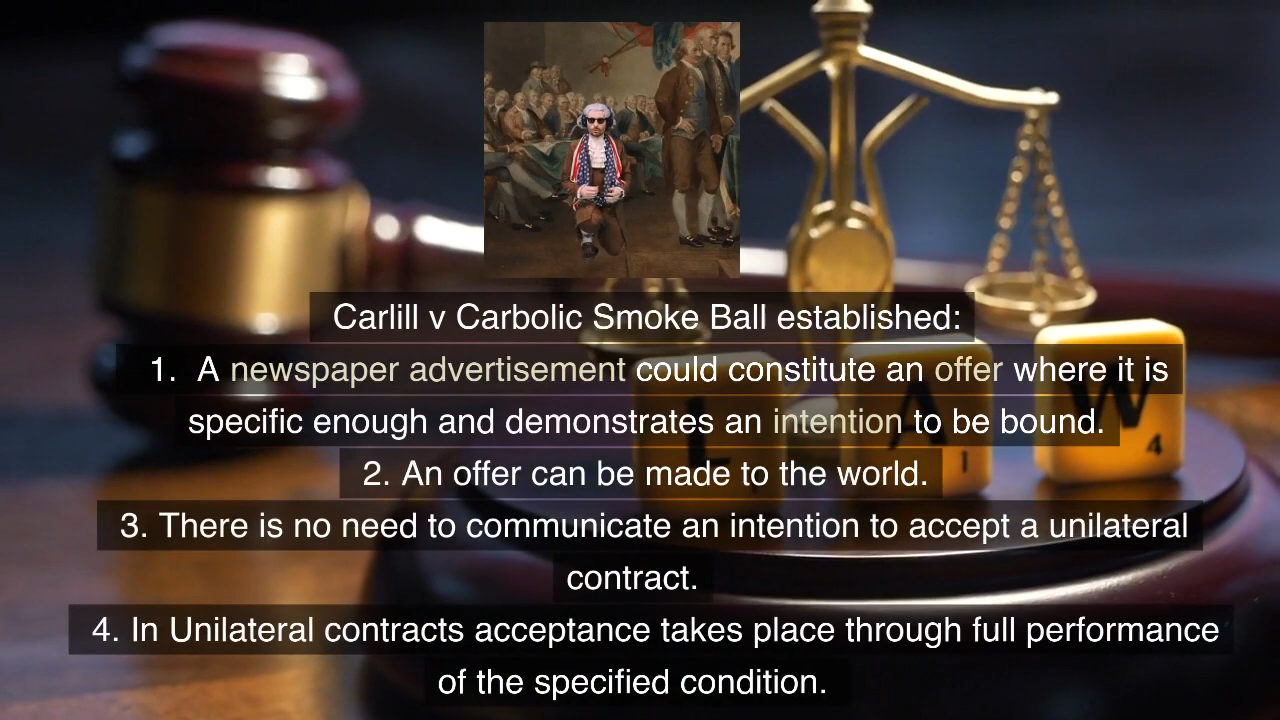 Carlill v Carbolic Smoke Ball established:
1. A newspaper advertisement could constitute an offer where it is
specific enough and demonstrates an intention to be bound.
2. An offer can be made to the world.
3. There is no need to communicate an intention to accept a unilateral
contract.
4. In Unilateral contracts acceptance takes place through full performance
of the specified condition.
L A W
1 4